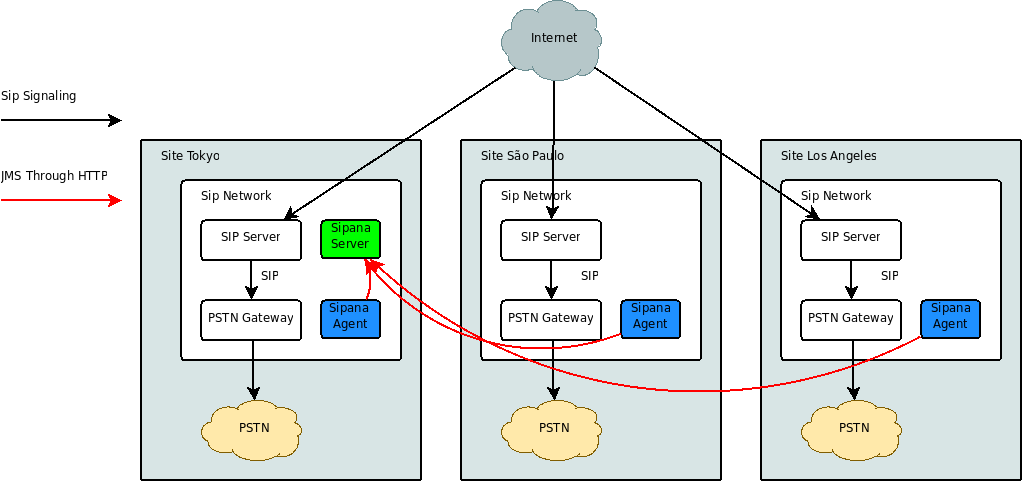 Internet
Sip Signaling
JMS Through HTTP
Site Tokyo
Sip Network
SIP Server
Sipana
Server
SIP
PSTN Gateway
Sipana
Agent
PSTN
Site São Paulo
Sip Network
SIP Server
SIP
PSTN Gateway
Sipana
Agent
PSTN
Site Los Angeles
Sip Network
SIP Server
SIP
PSTN Gateway
Sipana
Agent
PSTN